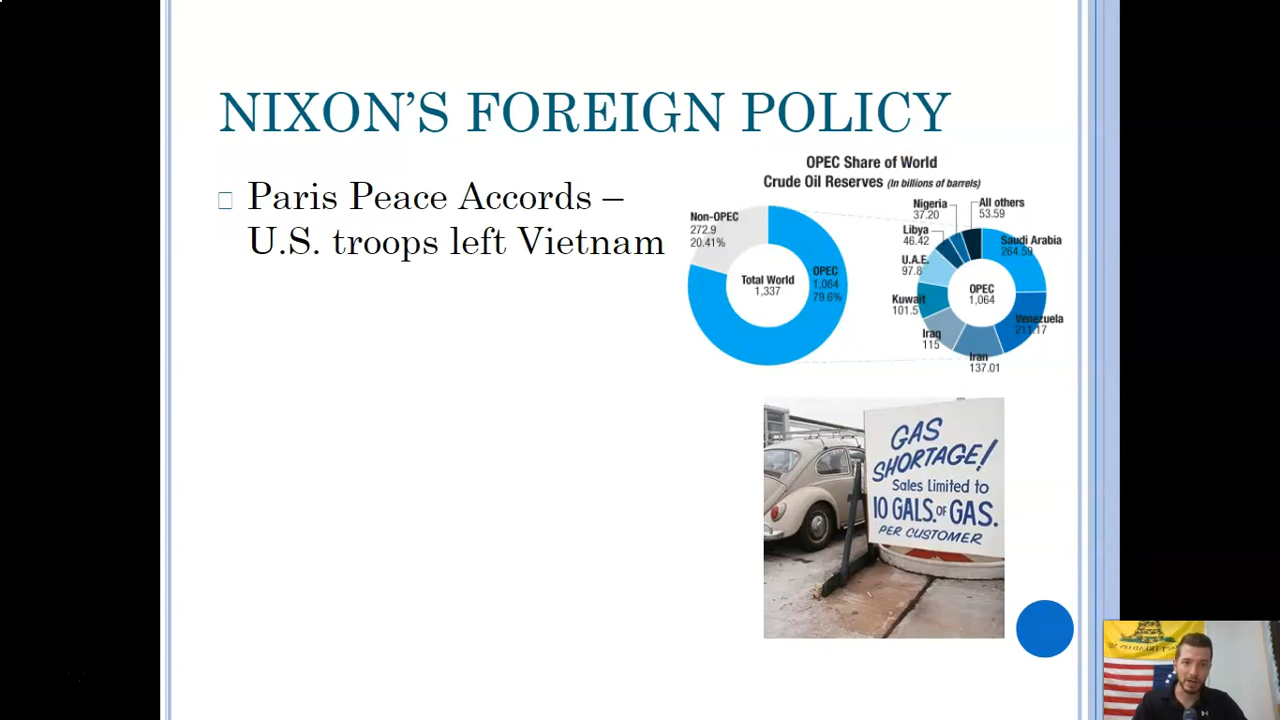 NIXON'S FOREIGN POLICY
Paris Peace Accords –
U.S. troops left Vietnam
OPEC Share of World
Crude Oil Reserves (In billions of barrels)
Non-OPEC
272.9
20.41%
Total World
1,337
OPEC
1,064
79.6%
Nigeria
37.20
All others
53.59
Libya
46.42
Saudi Arabia
264.59
U.A.E.
97.8
Kuwait
101.5
OPEC
1,064
Venezuela
211.17
Iraq
115
Iran
137.01
GAS
SHORTAGE!
Sales Limited to
10 GALS. OF GAS.
PER CUSTOMER